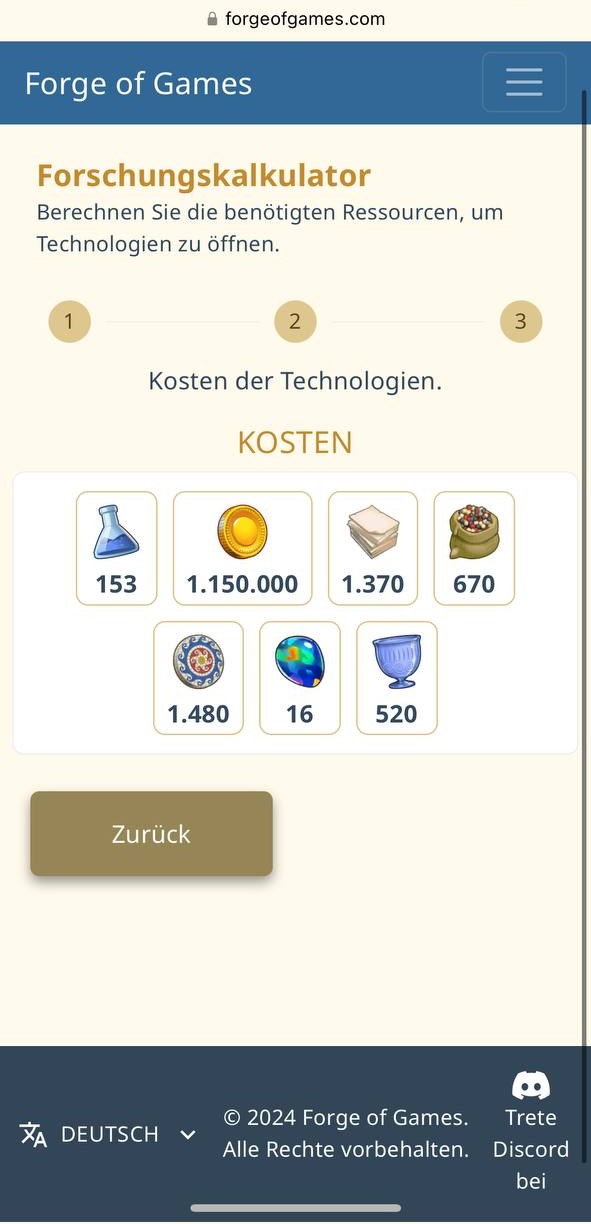 forgeofgames.com
Forge of Games
Forschungskalkulator
Berechnen Sie die benötigten Ressourcen, um
Technologien zu öffnen.
1 2 3
Kosten der Technologien.
KOSTEN
153 1.150.000 1.370 670
1.480 16 520
Zurück
DEUTSCH
© 2024 Forge of Games.
Alle Rechte vorbehalten.
Trete
Discord
bei